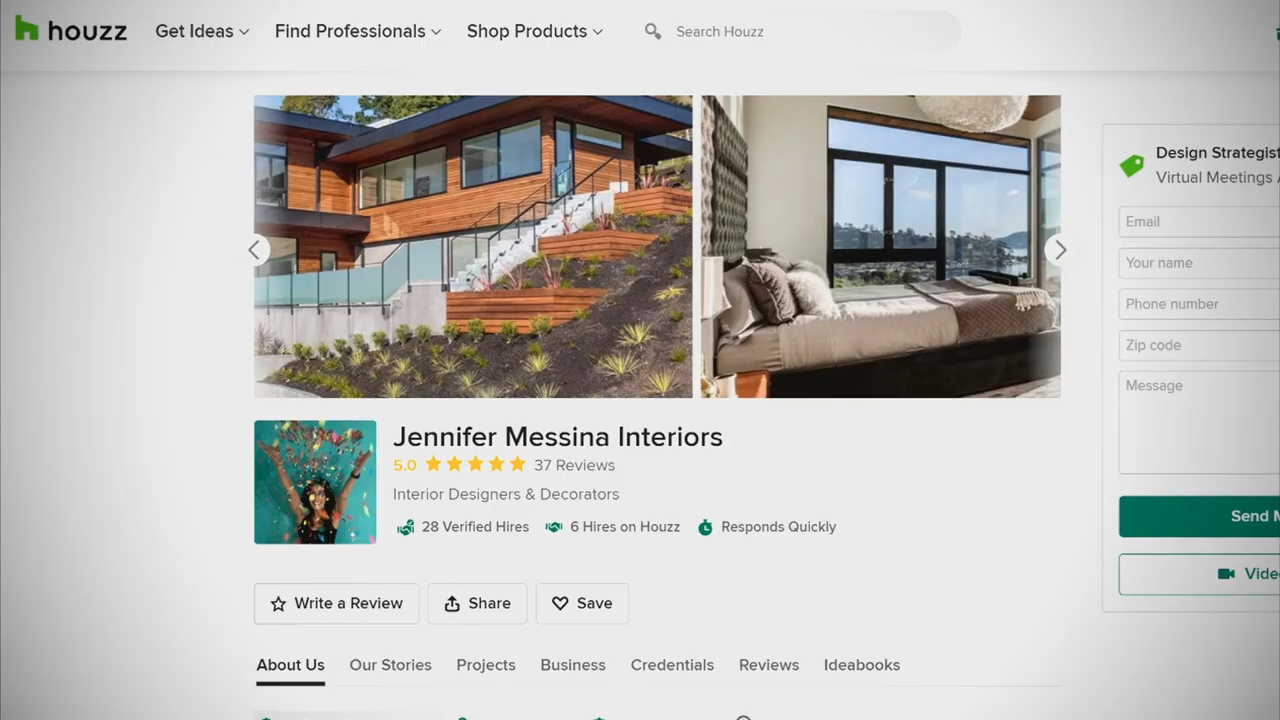 houzz
Get Ideas
Find Professionals
Shop Products
Search Houzz
Design Strategist
Virtual Meetings
Email
Your name
Phone number
Zip code
Message
Send
Jennifer Messina Interiors
5.0 37 Reviews
Interior Designers & Decorators
28 Verified Hires
6 Hires on Houzz
Responds Quickly
Write a Review
Share
Save
About Us
Our Stories
Projects
Business
Credentials
Reviews
Ideabooks